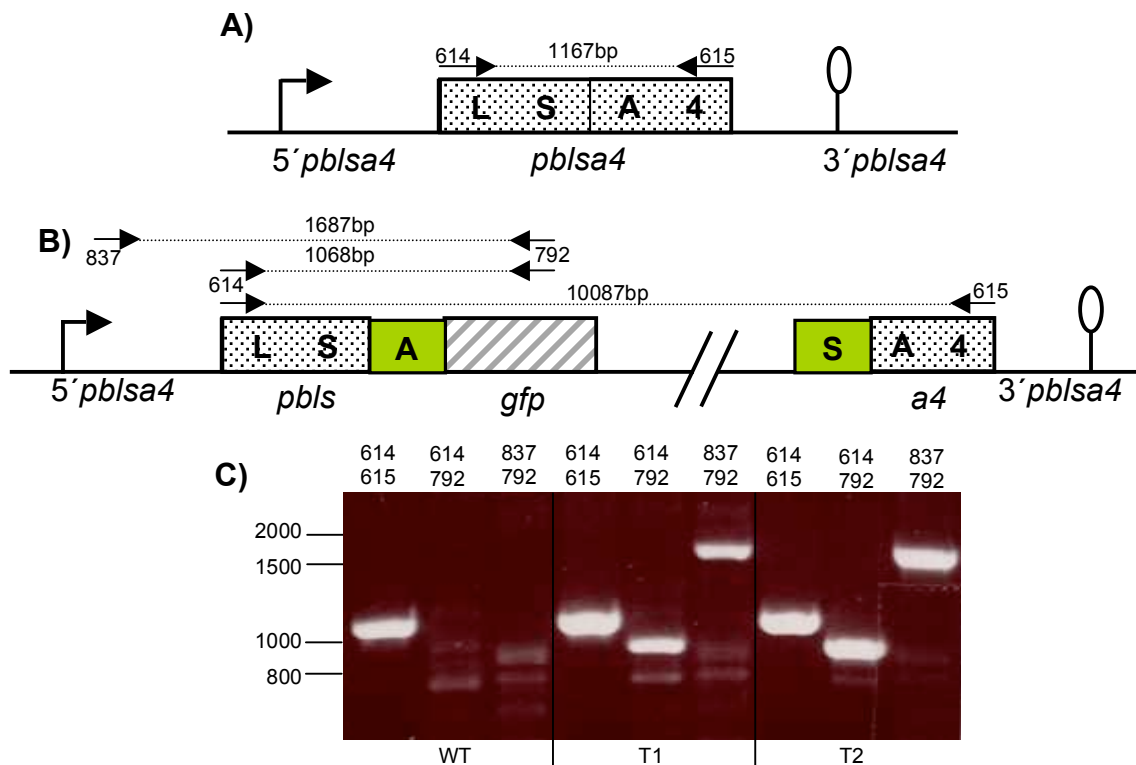 A)
614 1167bp 615
L S A 4
5´pblsa4 pblsa4 3´pblsa4
B)
1687bp
837 1068bp 792
614 10087bp 615
L S A S A 4
5´pblsa4 pbls gfp a4 3´pblsa4
C)
614 614 837 614 614 837 614 614 837
615 792 792 615 792 792 615 792 792
2000
1500
1000
800
WT T1 T2